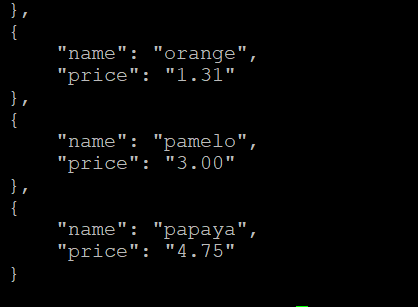 },
{
    "name": "orange",
    "price": "1.31"
},
{
    "name": "pamelo",
    "price": "3.00"
},
{
    "name": "papaya",
    "price": "4.75"
}